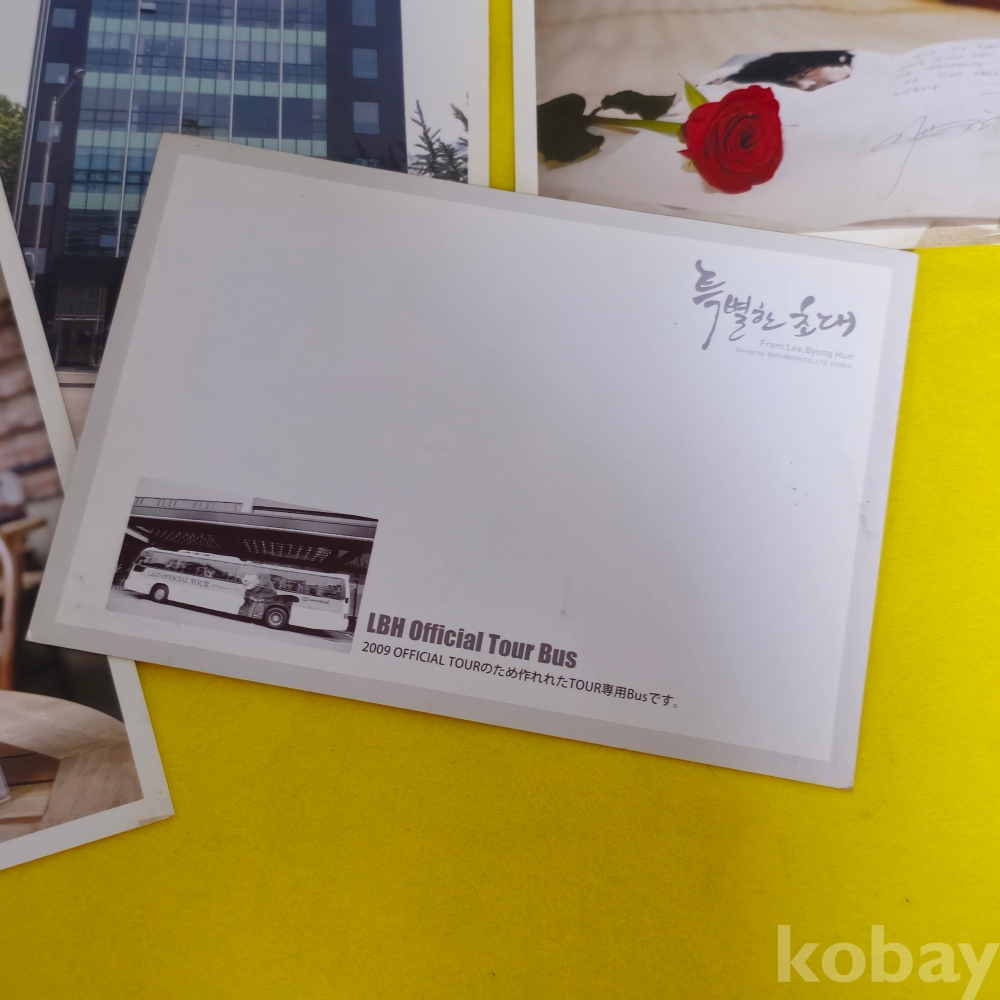 특별한 초대
From Lee,Byung Hun
OFFICIAL TOUR
LBH Official Tour Bus
2009 OFFICIAL TOURのため作れれたTOUR専用Busです。
kobay